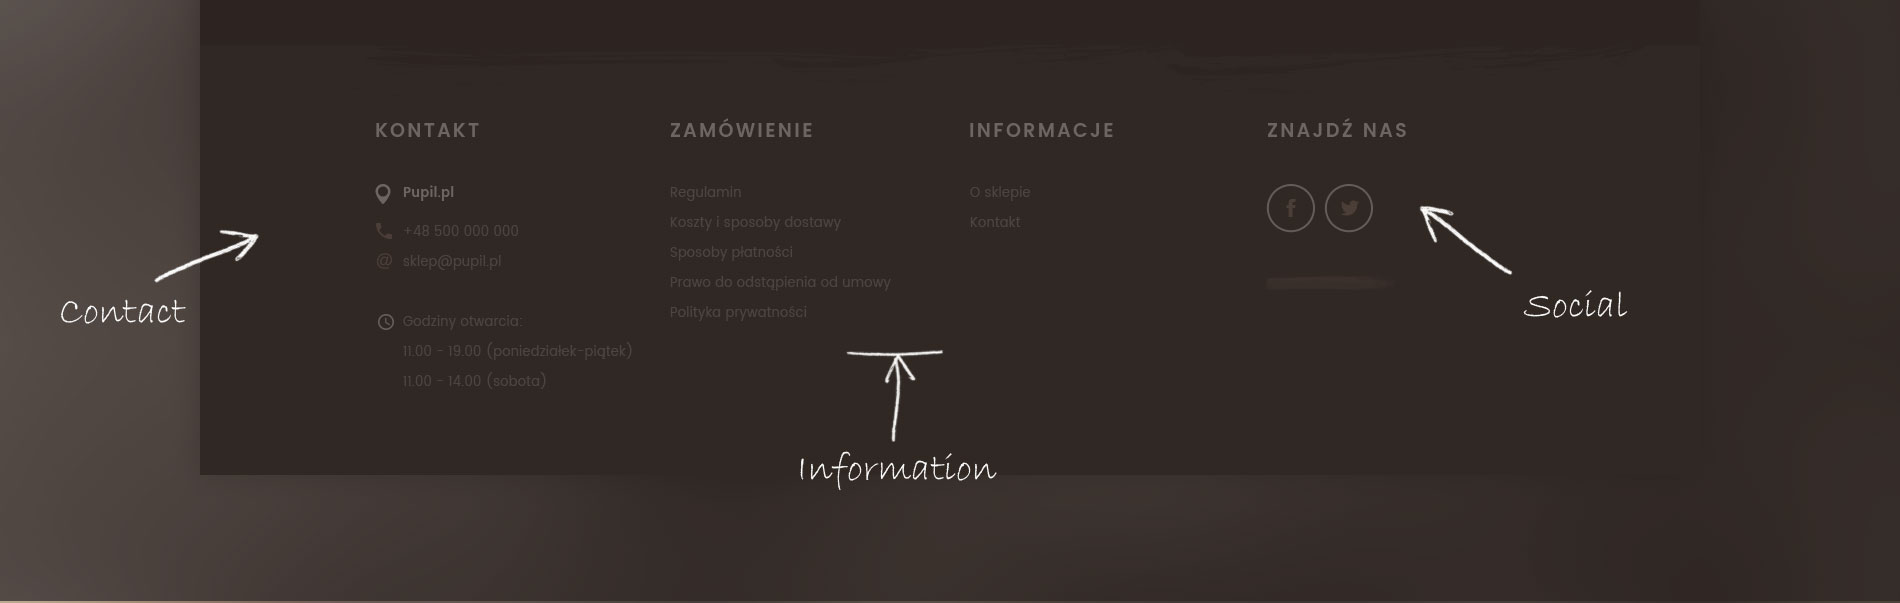 KONTAKT
Pupil.pl
+48 500 000 000
sklep@pupil.pl
Godziny otwarcia:
11.00 - 19.00 (poniedziałek-piątek)
11.00 - 14.00 (sobota)
ZAMÓWIENIE
Regulamin
Koszty i sposoby dostawy
Sposoby płatności
Prawo do odstąpienia od umowy
Polityka prywatności
INFORMACJE
O sklepie
Kontakt
ZNAJDŹ NAS
Contact
Information
Social